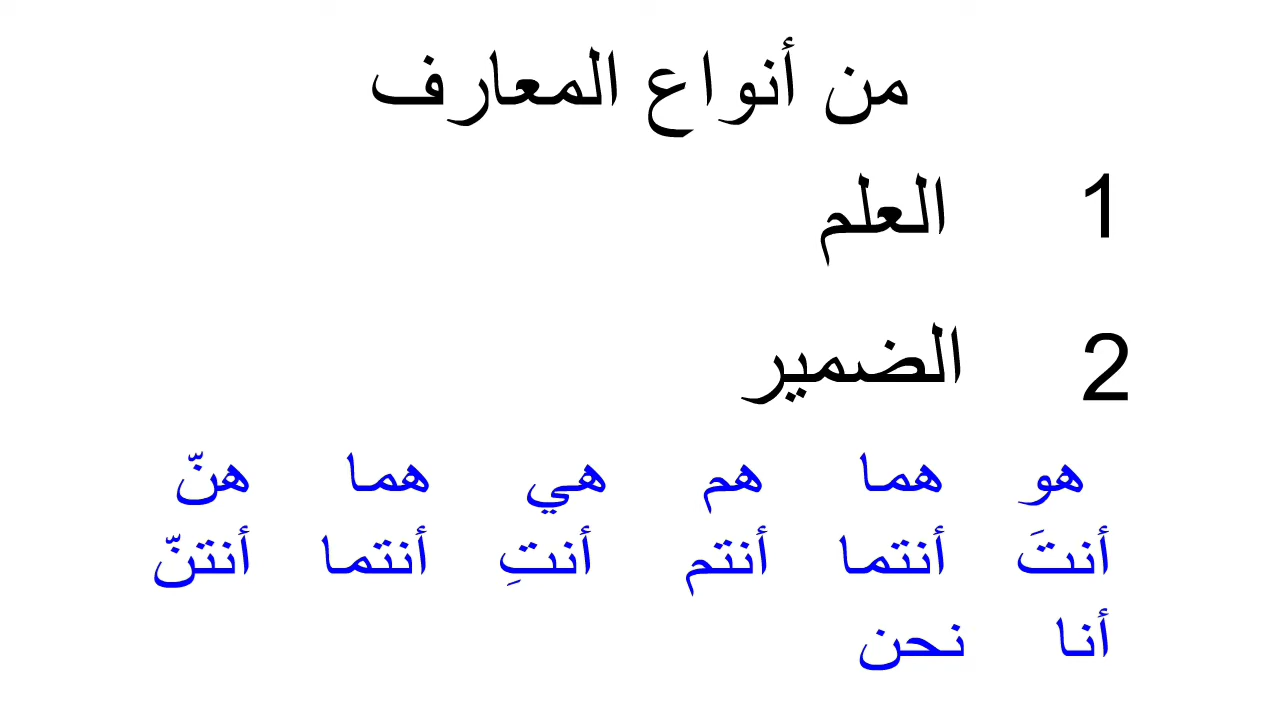 من أنواع المعارف
1 العلم
2 الضمير
هو هما هم هي هما هنّ
أنتَ أنتما أنتم أنتِ أنتما أنتنّ
أنا نحن